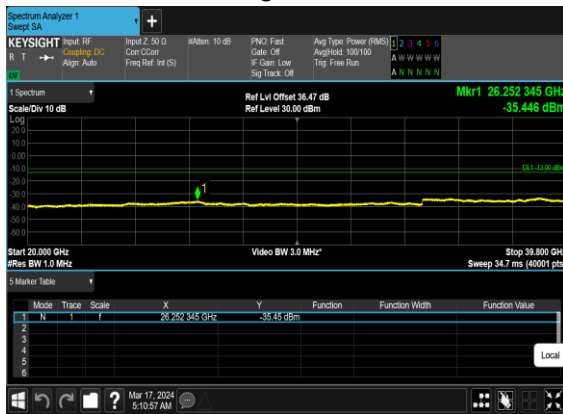 Spectrum Analyzer 1
Swept SA
KEYSIGHT Input: RF Input Z: 50 Ω #Atten: 10 dB PNO: Fast Avg Type: Power (RMS) 1 2 3 4 5 6
R T Coupling: DC Corr CCorr Gate: Off Avg|Hold: 100/100 A W W W W W
Align: Auto Freq Ref: Int (S) IF Gain: Low Trig: Free Run A N N N N N
Sig Track: Off
1 Spectrum Ref Lvl Offset 36.47 dB Mkr1 26.252 345 GHz
Scale/Div 10 dB Ref Level 30.00 dBm -35.446 dBm
Log
20.0
10.0
0.00
-10.0 DL1 -13.00 dBm
-20.0
-30.0 1
-40.0
-50.0
-60.0
Start 20.000 GHz Video BW 3.0 MHz* Stop 39.800 GHz
#Res BW 1.0 MHz Sweep 34.7 ms (40001 pts)
5 Marker Table
Mode Trace Scale X Y Function Function Width Function Value
1 N 1 f 26.252 345 GHz -35.45 dBm
2
3
4
5
6
Local
Mar 17, 2024
5:10:57 AM